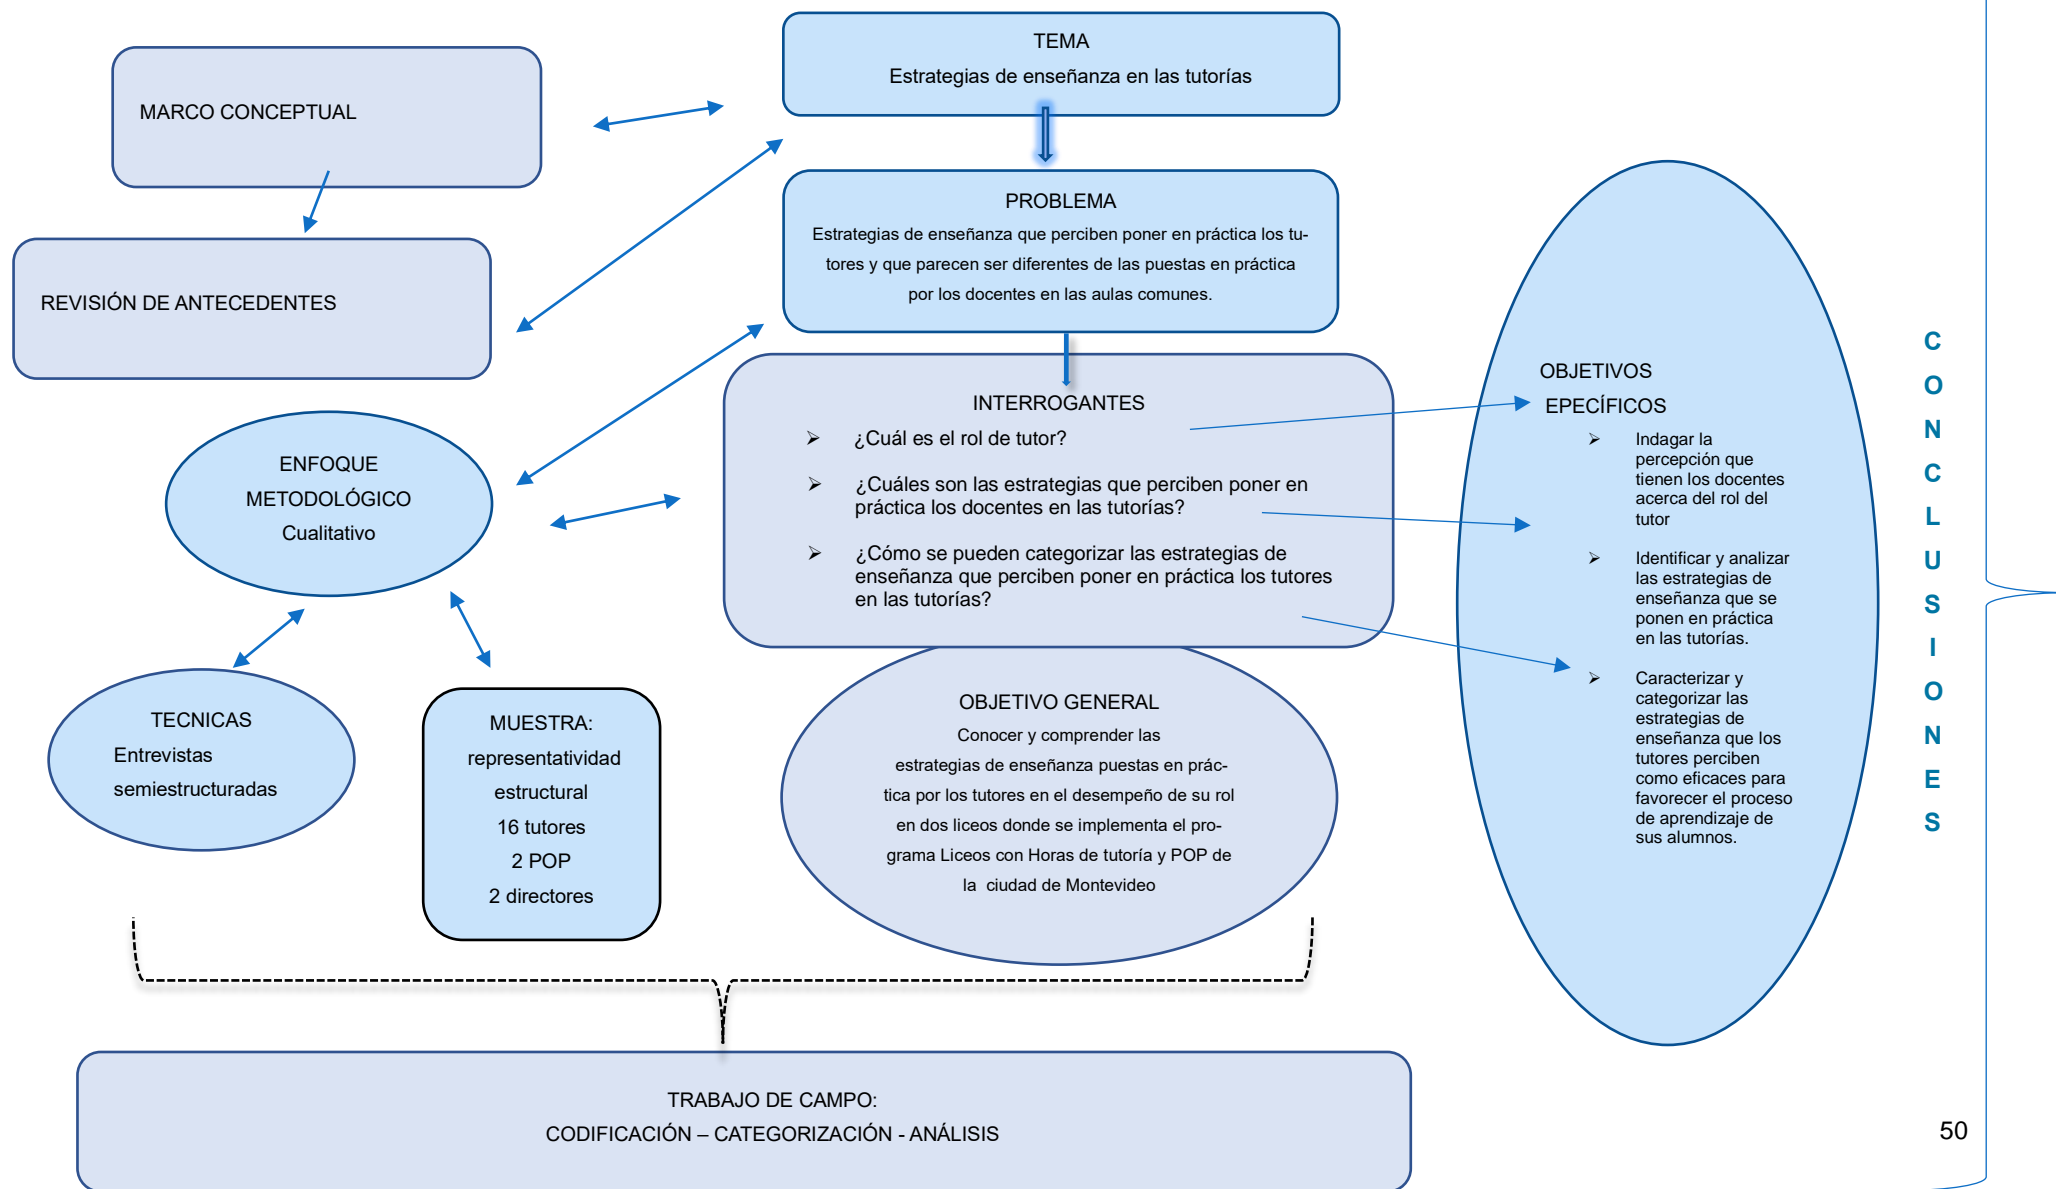 TEMA
Estrategias de enseñanza en las tutorías
MARCO CONCEPTUAL
PROBLEMA
Estrategias de enseñanza que perciben poner en práctica los tu-
tores y que parecen ser diferentes de las puestas en práctica
por los docentes en las aulas comunes.
REVISIÓN DE ANTECEDENTES
INTERROGANTES
➢ ¿Cuál es el rol de tutor?
➢ ¿Cuáles son las estrategias que perciben poner en
práctica los docentes en las tutorías?
➢ ¿Cómo se pueden categorizar las estrategias de
enseñanza que perciben poner en práctica los tutores
en las tutorías?
ENFOQUE
METODOLÓGICO
Cualitativo
TECNICAS
Entrevistas
semiestructuradas
MUESTRA:
representatividad
estructural
16 tutores
2 POP
2 directores
OBJETIVO GENERAL
Conocer y comprender las
estrategias de enseñanza puestas en prác-
tica por los tutores en el desempeño de su rol
en dos liceos donde se implementa el pro-
grama Liceos con Horas de tutoría y POP de
la ciudad de Montevideo
OBJETIVOS
EPECÍFICOS
➢ Indagar la
percepción que
tienen los docentes
acerca del rol del
tutor
➢ Identificar y analizar
las estrategias de
enseñanza que se
ponen en práctica
en las tutorías.
➢ Caracterizar y
categorizar las
estrategias de
enseñanza que los
tutores perciben
como eficaces para
favorecer el proceso
de aprendizaje de
sus alumnos.
C
O
N
C
L
U
S
I
O
N
E
S
TRABAJO DE CAMPO:
CODIFICACIÓN – CATEGORIZACIÓN - ANÁLISIS
50